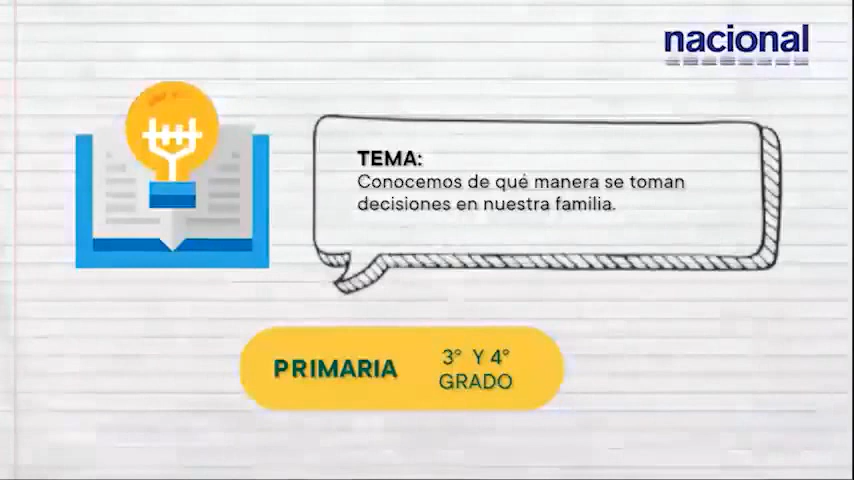 nacional
TEMA:
Conocemos de qué manera se toman
decisiones en nuestra familia.
PRIMARIA
3° Y 4°
GRADO